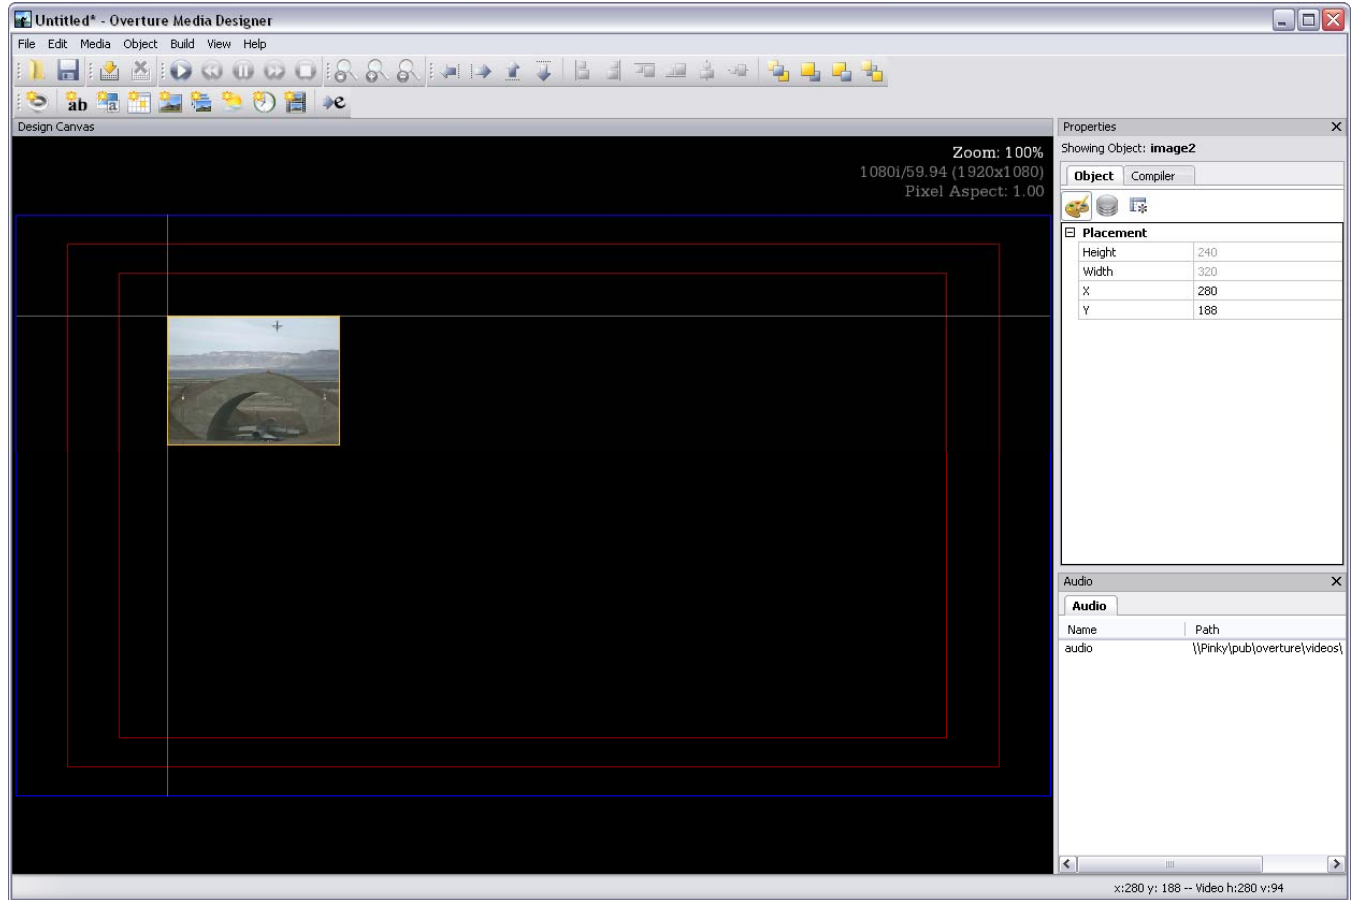 Untitled* - Overture Media Designer
File Edit Media Object Build View Help
ab a e
Design Canvas
Zoom: 100%
1080i/59.94 (1920x1080)
Pixel Aspect: 1.00
Properties
Showing Object: image2
Object Compiler
Placement
Height 240
Width 320
X 280
Y 188
Audio
Audio
Name Path
audio \\Pinky\pub\overture\videos\
x:280 y: 188 -- Video h:280 v:94